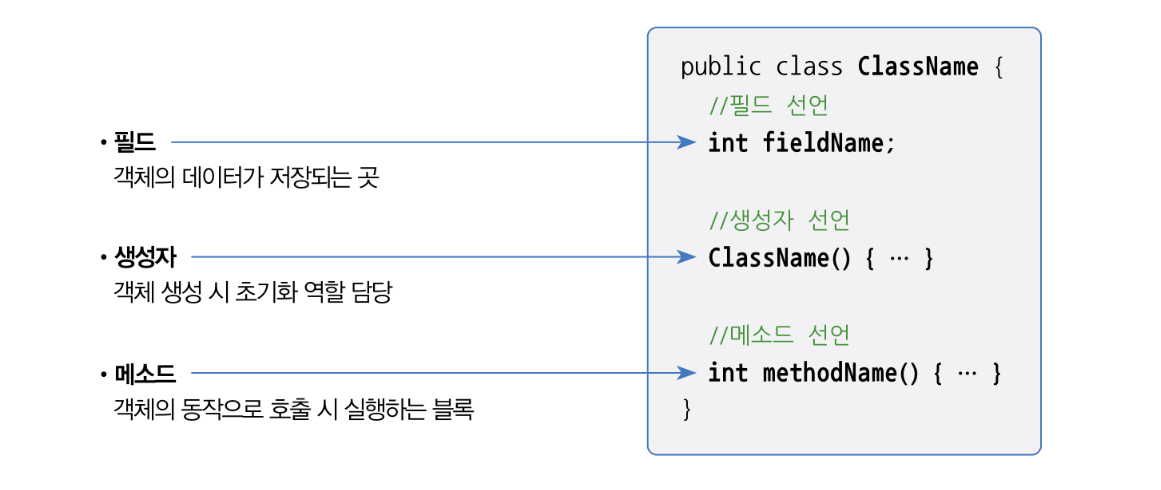 • 필드
객체의 데이터가 저장되는 곳
• 생성자
객체 생성 시 초기화 역할 담당
• 메소드
객체의 동작으로 호출 시 실행하는 블록
public class ClassName {
//필드 선언
int fieldName;
//생성자 선언
ClassName() { … }
//메소드 선언
int methodName() { … }
}